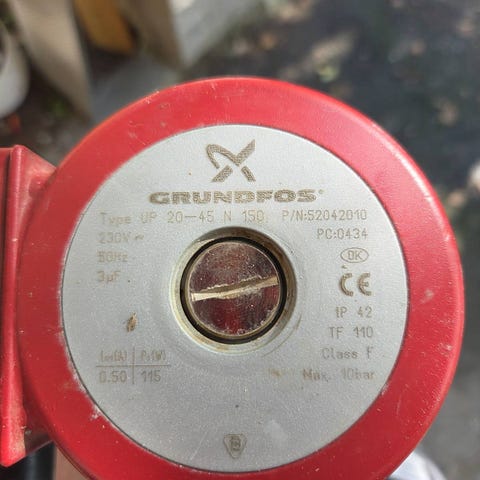 GRUNDFOS®
Type UP 20-45 N 150, P/N:52042010
230V ~ PC:0434
50Hz DK
3µF CE
IP 42
TF 110
I₁/₁(A) P₁(W) Class F
0.50 115 Max. 10bar